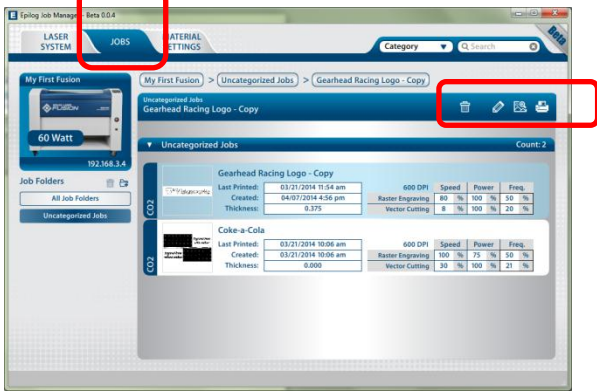 Epilog Job Manager - Beta 0.0.4
LASER SYSTEM
JOBS
MATERIAL SETTINGS
Category
Search
Beta
My First Fusion
FUSION
60 Watt
192.168.3.4
Job Folders
All Job Folders
Uncategorized Jobs
My First Fusion > Uncategorized Jobs > Gearhead Racing Logo - Copy
Uncategorized Jobs
Gearhead Racing Logo - Copy
Uncategorized Jobs Count: 2
CO2
Gearhead Racing Logo - Copy
Last Printed: 03/21/2014 11:54 am 600 DPI Speed Power Freq.
Created: 04/07/2014 4:56 pm Raster Engraving 80 % 100 % 50 %
Thickness: 0.375 Vector Cutting 8 % 100 % 20 %
CO2
Coke-a-Cola
Last Printed: 03/21/2014 10:06 am 600 DPI Speed Power Freq.
Created: 03/21/2014 10:06 am Raster Engraving 100 % 75 % 50 %
Thickness: 0.000 Vector Cutting 30 % 100 % 21 %